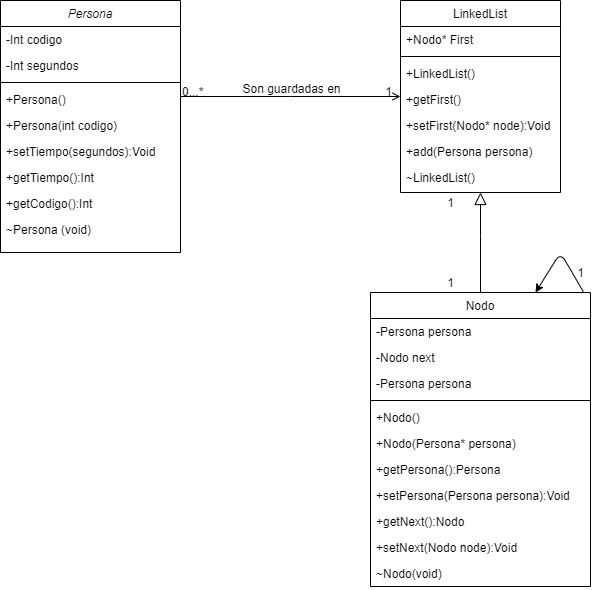 Persona
-Int codigo
-Int segundos
+Persona()
+Persona(int codigo)
+setTiempo(segundos):Void
+getTiempo():Int
+getCodigo():Int
~Persona (void)
0...*
Son guardadas en
1
LinkedList
+Nodo* First
+LinkedList()
+getFirst()
+setFirst(Nodo* node):Void
+add(Persona persona)
~LinkedList()
1
1
1
Nodo
-Persona persona
-Nodo next
-Persona persona
+Nodo()
+Nodo(Persona* persona)
+getPersona():Persona
+setPersona(Persona persona):Void
+getNext():Nodo
+setNext(Nodo node):Void
~Nodo(void)